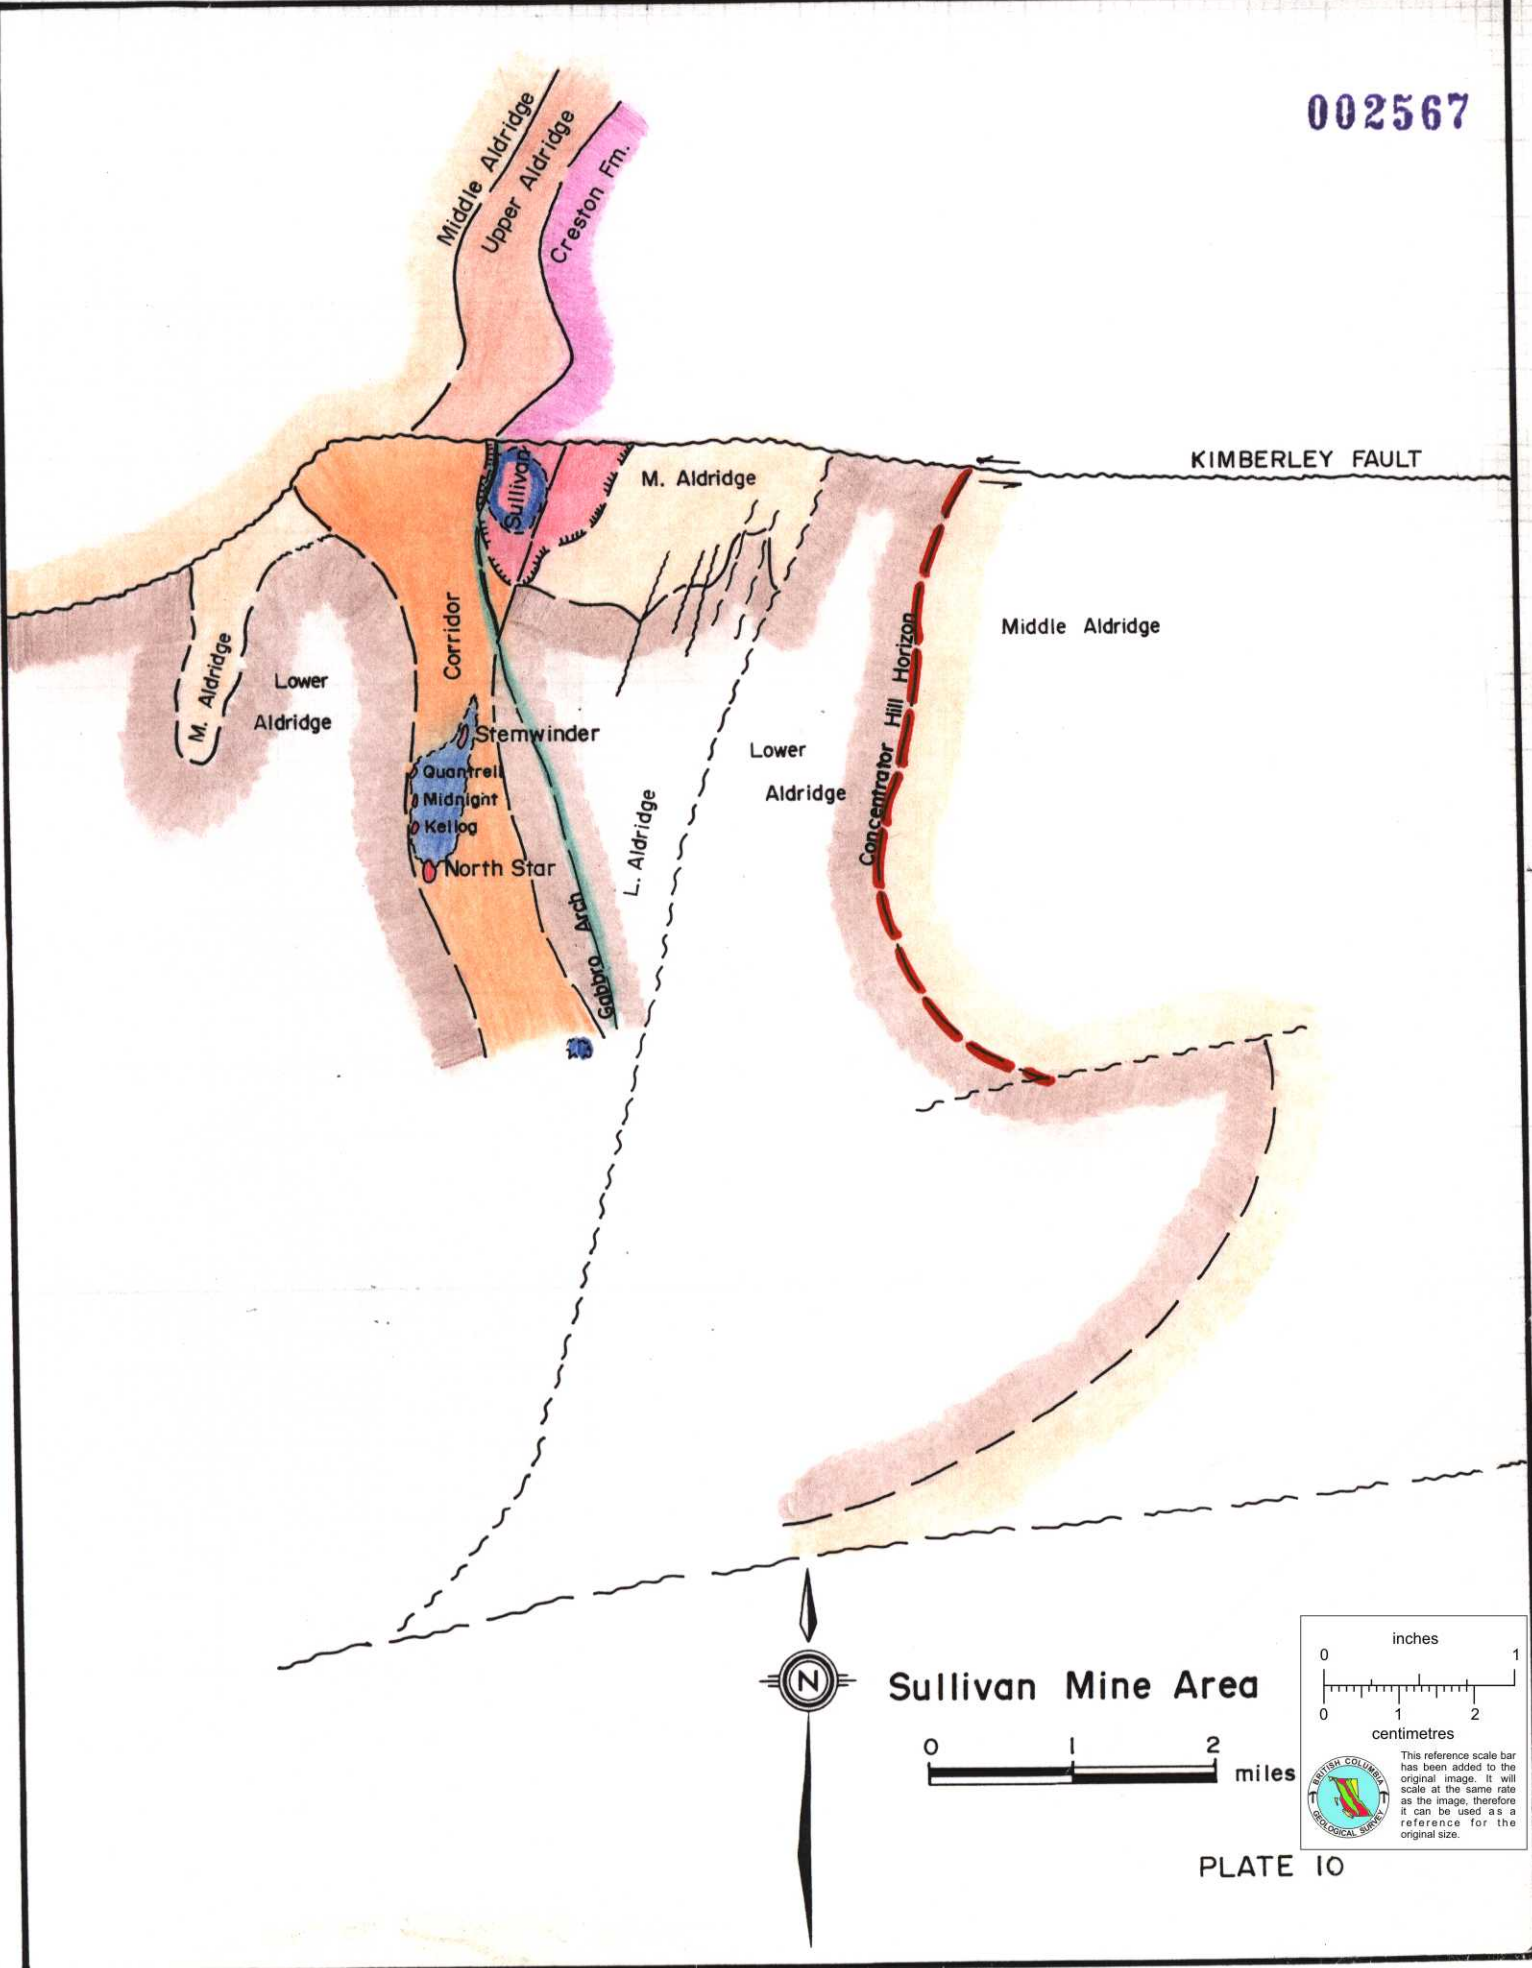 002567
Middle Aldridge
Upper Aldridge
Creston Fm.
KIMBERLEY FAULT
Sullivan
M. Aldridge
Middle Aldridge
Corridor
M. Aldridge
Lower
Aldridge
Concentrator Hill Horizon
Stemwinder
Quantrell
Midnight
Kellog
North Star
L. Aldridge
Lower
Aldridge
Gabbro Arch
N
Sullivan Mine Area
0 1 2
miles
PLATE 10
inches
0 1
0 1 2
centimetres
BRITISH COLUMBIA
GEOLOGICAL SURVEY
This reference scale bar
has been added to the
original image. It will
scale at the same rate
as the image, therefore
it can be used as a
reference for the
original size.